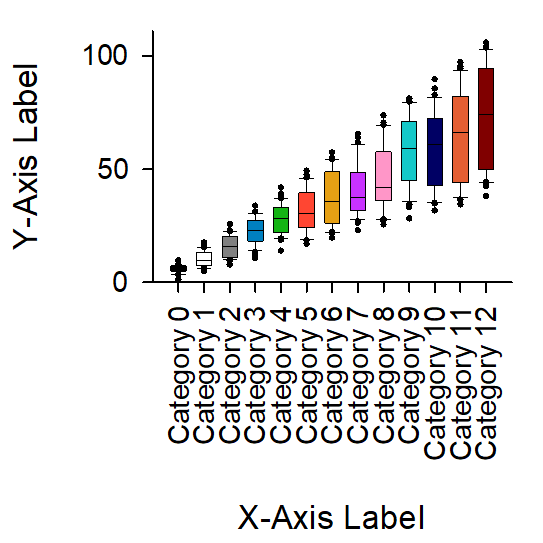 Y-Axis Label
100
50
0
Category 0
Category 1
Category 2
Category 3
Category 4
Category 5
Category 6
Category 7
Category 8
Category 9
Category 10
Category 11
Category 12
X-Axis Label